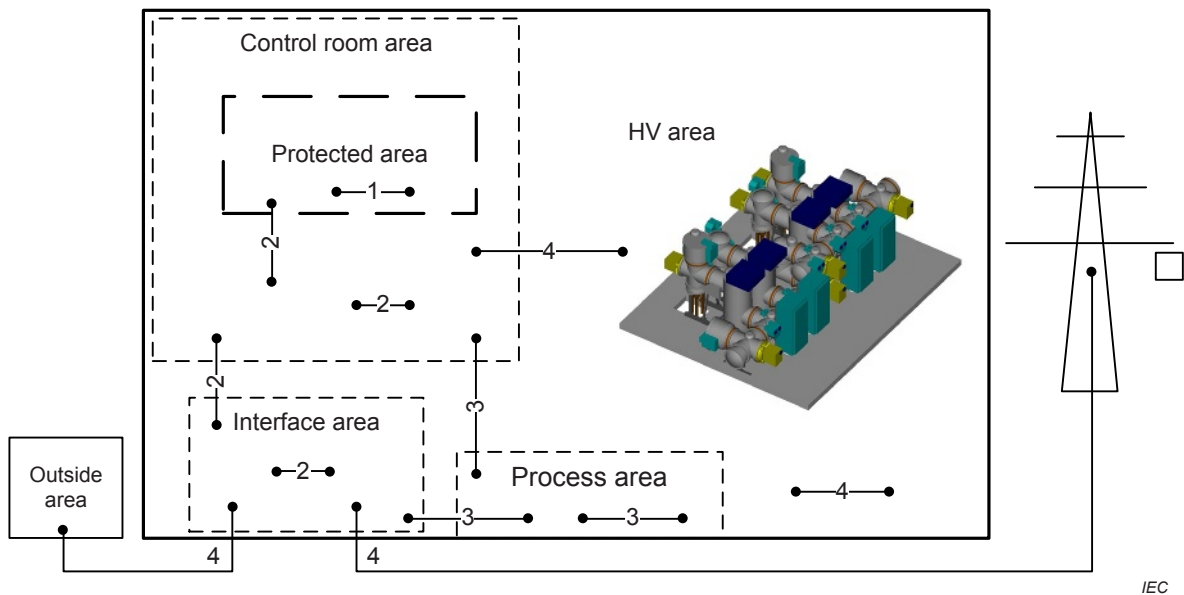 Control room area
HV area
Protected area
1
2
4
2
2
3
Interface area
2
Process area
Outside
area
4
3
3
4
4
IEC